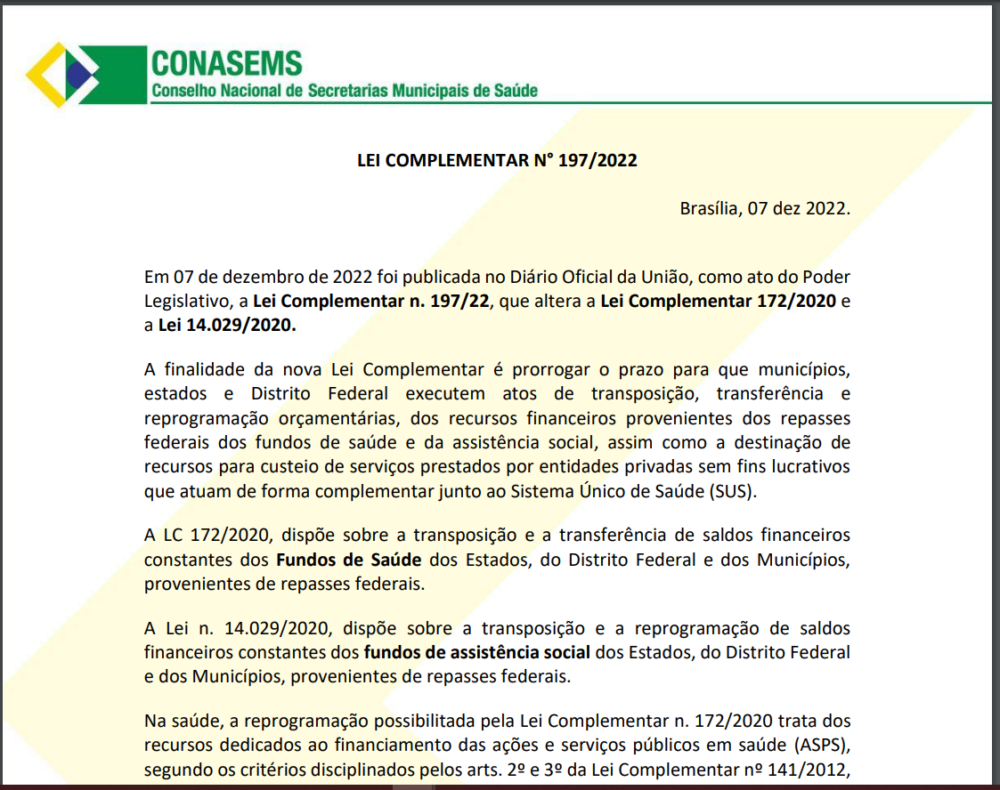 CONASEMS
Conselho Nacional de Secretarias Municipais de Saúde
LEI COMPLEMENTAR N° 197/2022
Brasília, 07 dez 2022.
Em 07 de dezembro de 2022 foi publicada no Diário Oficial da União, como ato do Poder
Legislativo, a Lei Complementar n. 197/22, que altera a Lei Complementar 172/2020 e
a Lei 14.029/2020.
A finalidade da nova Lei Complementar é prorrogar o prazo para que municípios,
estados e Distrito Federal executem atos de transposição, transferência e
reprogramação orçamentárias, dos recursos financeiros provenientes dos repasses
federais dos fundos de saúde e da assistência social, assim como a destinação de
recursos para custeio de serviços prestados por entidades privadas sem fins lucrativos
que atuam de forma complementar junto ao Sistema Único de Saúde (SUS).
A LC 172/2020, dispõe sobre a transposição e a transferência de saldos financeiros
constantes dos Fundos de Saúde dos Estados, do Distrito Federal e dos Municípios,
provenientes de repasses federais.
A Lei n. 14.029/2020, dispõe sobre a transposição e a reprogramação de saldos
financeiros constantes dos fundos de assistência social dos Estados, do Distrito Federal
e dos Municípios, provenientes de repasses federais.
Na saúde, a reprogramação possibilitada pela Lei Complementar n. 172/2020 trata dos
recursos dedicados ao financiamento das ações e serviços públicos em saúde (ASPS),
segundo os critérios disciplinados pelos arts. 2º e 3º da Lei Complementar nº 141/2012,